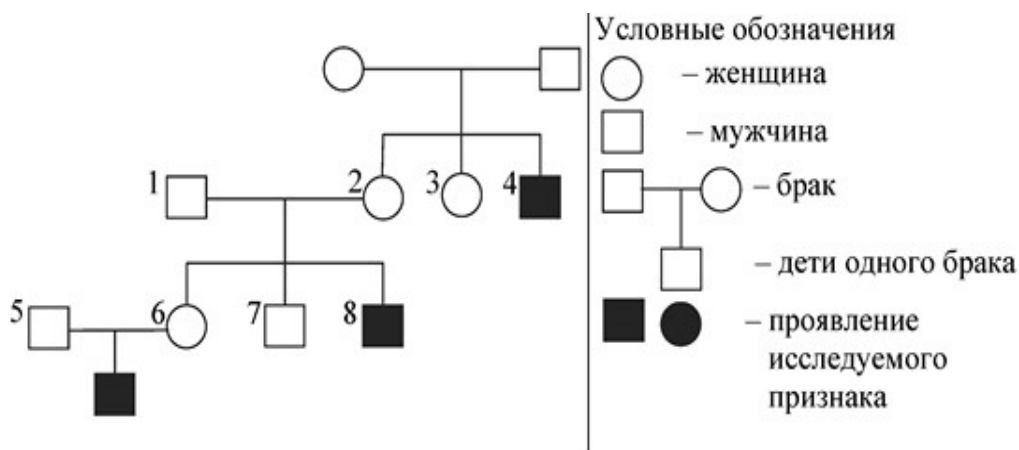 Условные обозначения
– женщина
– мужчина
– брак
– дети одного брака
– проявление
исследуемого
признака
1
2
3
4
5
6
7
8